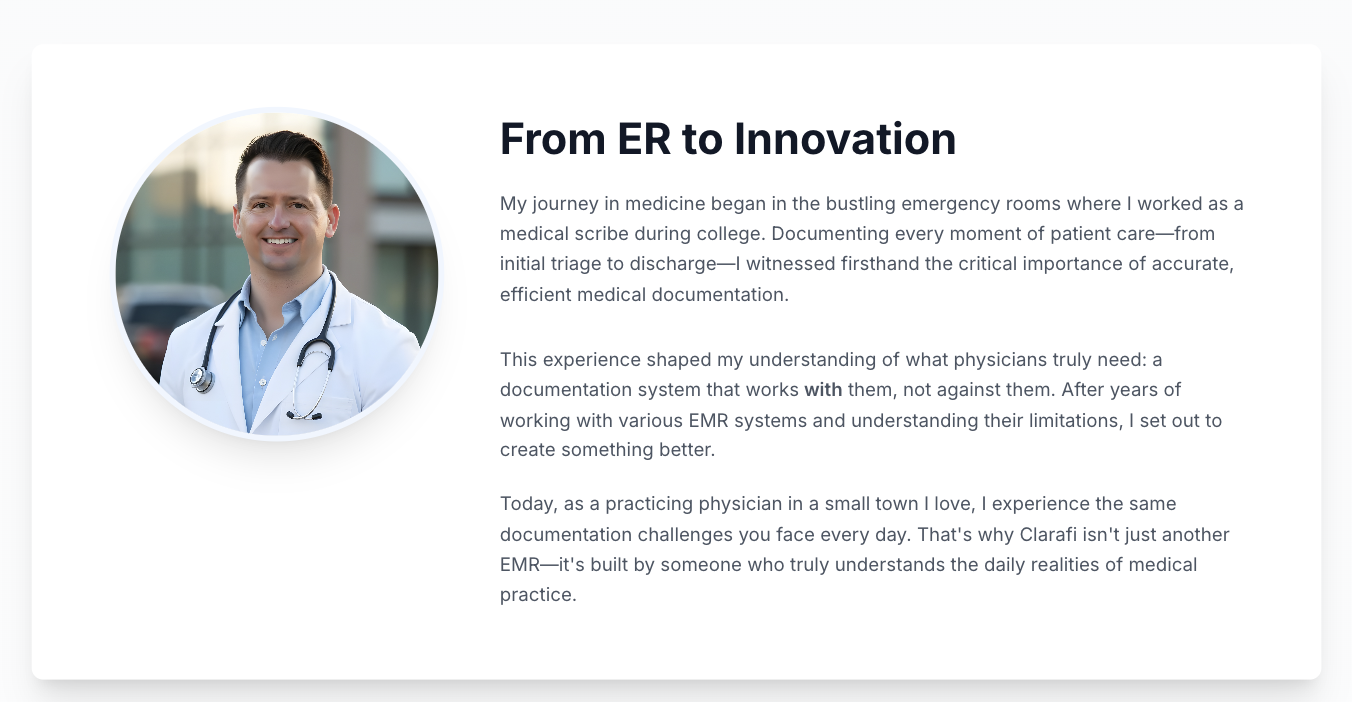 From ER to Innovation
My journey in medicine began in the bustling emergency rooms where I worked as a
medical scribe during college. Documenting every moment of patient care—from
initial triage to discharge—I witnessed firsthand the critical importance of accurate,
efficient medical documentation.
This experience shaped my understanding of what physicians truly need: a
documentation system that works with them, not against them. After years of
working with various EMR systems and understanding their limitations, I set out to
create something better.
Today, as a practicing physician in a small town I love, I experience the same
documentation challenges you face every day. That's why Clarafi isn't just another
EMR—it's built by someone who truly understands the daily realities of medical
practice.